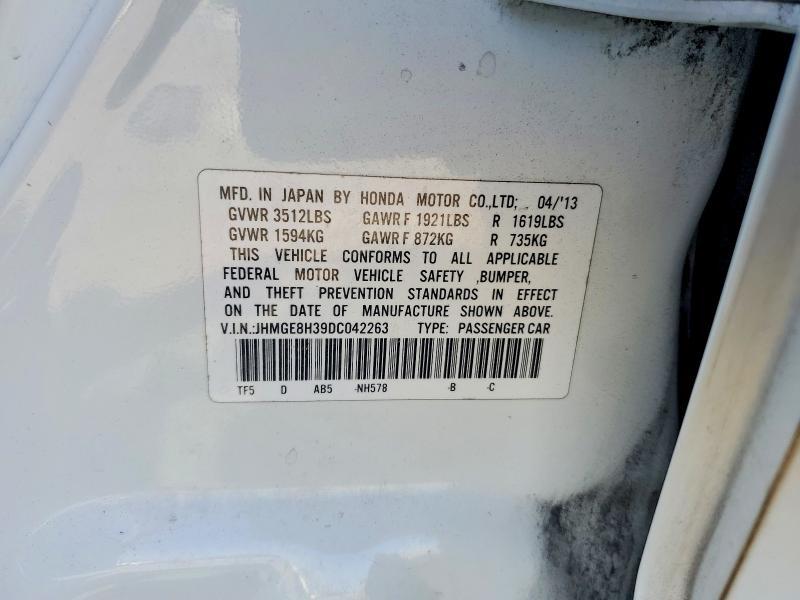 MFD. IN JAPAN BY HONDA MOTOR CO.,LTD; 04/'13
GVWR 3512LBS GAWR F 1921LBS R 1619LBS
GVWR 1594KG GAWR F 872KG R 735KG
THIS VEHICLE CONFORMS TO ALL APPLICABLE
FEDERAL MOTOR VEHICLE SAFETY ,BUMPER,
AND THEFT PREVENTION STANDARDS IN EFFECT
ON THE DATE OF MANUFACTURE SHOWN ABOVE.
V.I.N.:JHMGE8H39DC042263 TYPE: PASSENGER CAR
TF5 D AB5 -NH578 -B -C